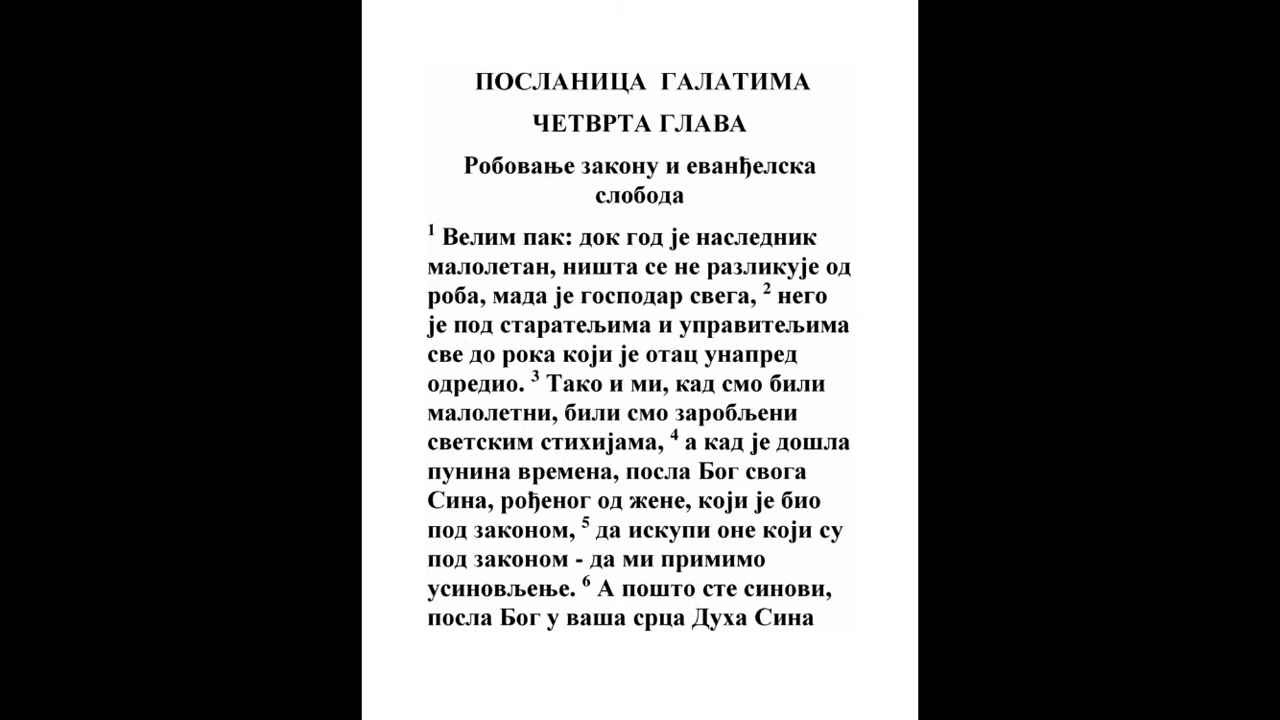 ПОСЛАНИЦА ГАЛАТИМА
ЧЕТВРТА ГЛАВА
Робовање закону и еванђелска
слобода
¹ Велим пак: док год је наследник
малолетан, ништа се не разликује од
роба, мада је господар свега, ² него
је под старатељима и управитељима
све до рока који је отац унапред
одредио. ³ Тако и ми, кад смо били
малолетни, били смо заробљени
светским стихијама, ⁴ а кад је дошла
пунина времена, посла Бог свога
Сина, рођеног од жене, који је био
под законом, ⁵ да искупи оне који су
под законом - да ми примимо
усиновљење. ⁶ А пошто сте синови,
посла Бог у ваша срца Духа Сина